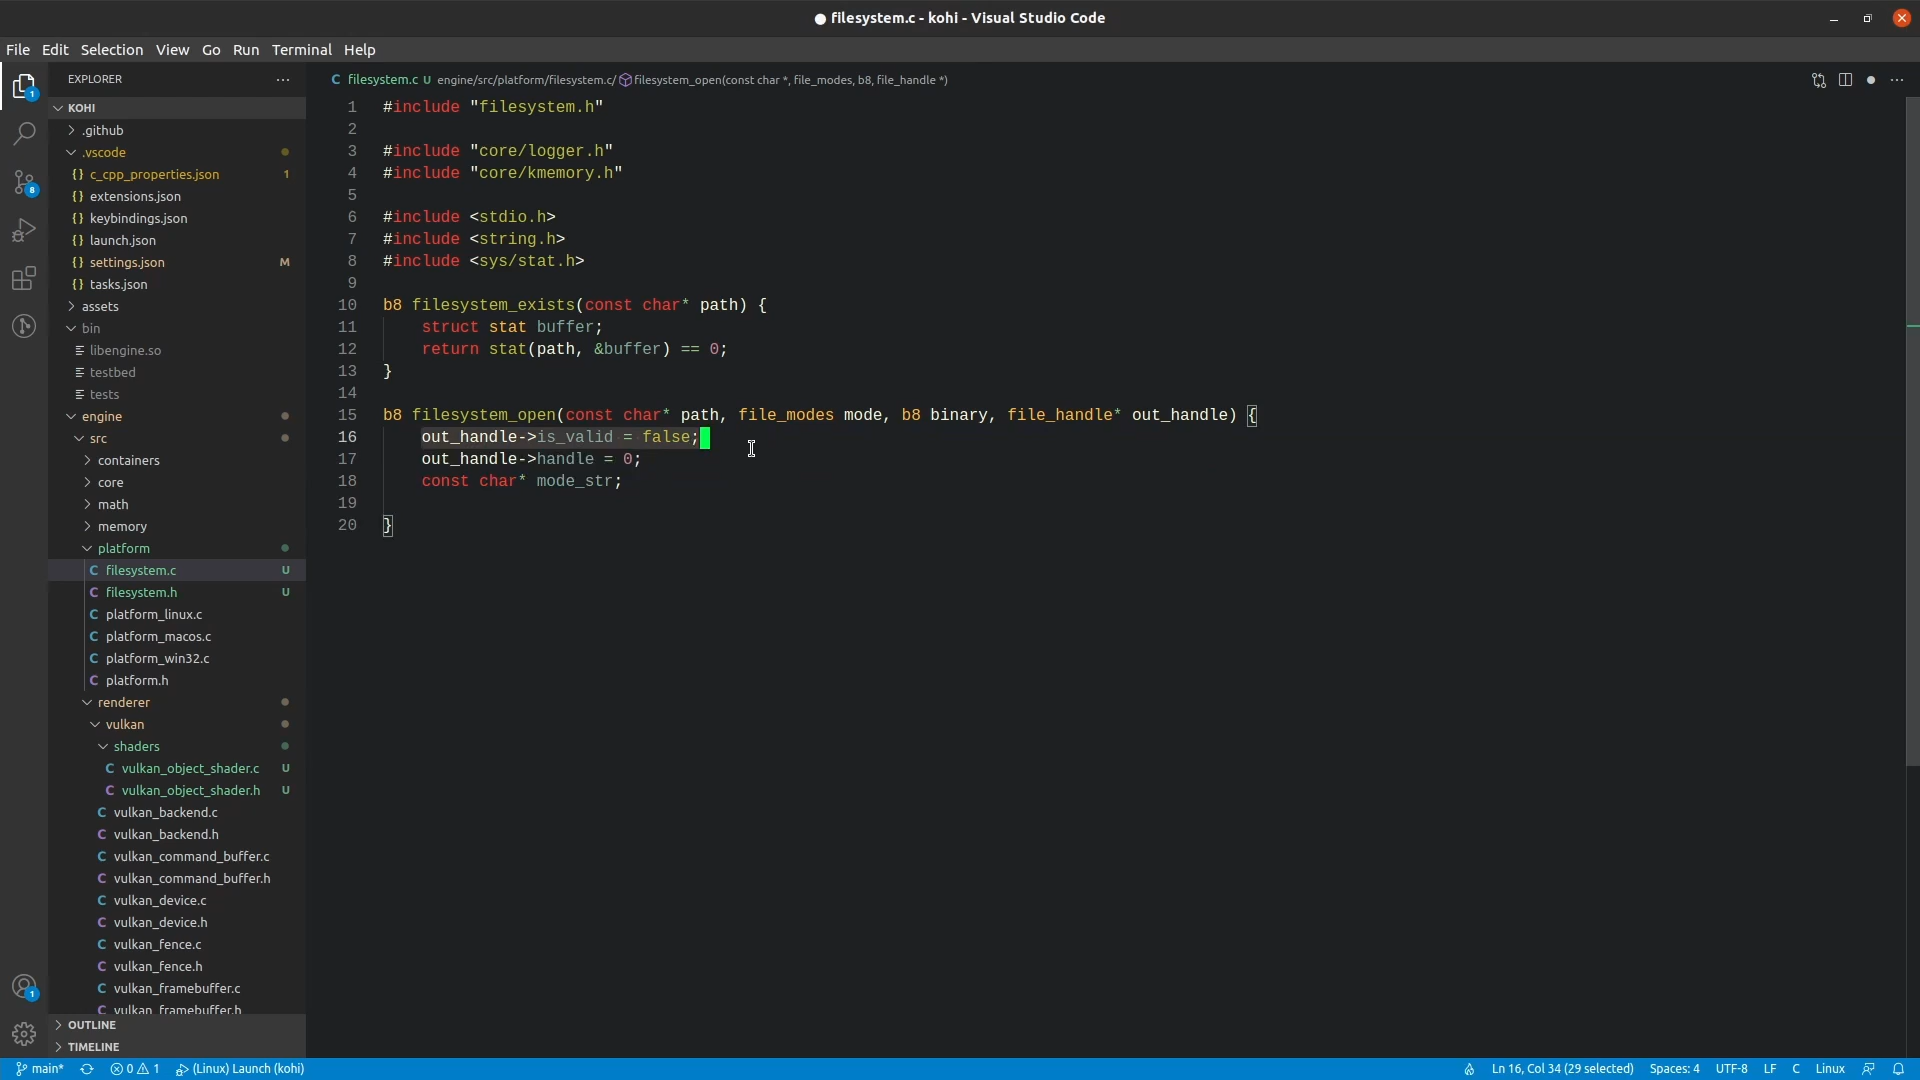 ● filesystem.c - kohi - Visual Studio Code
File Edit Selection View Go Run Terminal Help
EXPLORER
KOHI
.github
.vscode
c_cpp_properties.json 1
extensions.json
keybindings.json
launch.json
settings.json M
tasks.json
assets
bin
libengine.so
testbed
tests
engine
src
containers
core
math
memory
platform
filesystem.c U
filesystem.h U
platform_linux.c
platform_macos.c
platform_win32.c
platform.h
renderer
vulkan
shaders
vulkan_object_shader.c U
vulkan_object_shader.h U
vulkan_backend.c
vulkan_backend.h
vulkan_command_buffer.c
vulkan_command_buffer.h
vulkan_device.c
vulkan_device.h
vulkan_fence.c
vulkan_fence.h
vulkan_framebuffer.c
vulkan_framebuffer.h
OUTLINE
TIMELINE
1
8
1
C filesystem.c U engine/src/platform/filesystem.c/ filesystem_open(const char *, file_modes, b8, file_handle *)
1 #include "filesystem.h"
2
3 #include "core/logger.h"
4 #include "core/kmemory.h"
5
6 #include <stdio.h>
7 #include <string.h>
8 #include <sys/stat.h>
9
10 b8 filesystem_exists(const char* path) {
11 struct stat buffer;
12 return stat(path, &buffer) == 0;
13 }
14
15 b8 filesystem_open(const char* path, file_modes mode, b8 binary, file_handle* out_handle) {
16 out_handle->is_valid = false;
17 out_handle->handle = 0;
18 const char* mode_str;
19
20 }
main* 0 1 (Linux) Launch (kohi) Ln 16, Col 34 (29 selected) Spaces: 4 UTF-8 LF C Linux